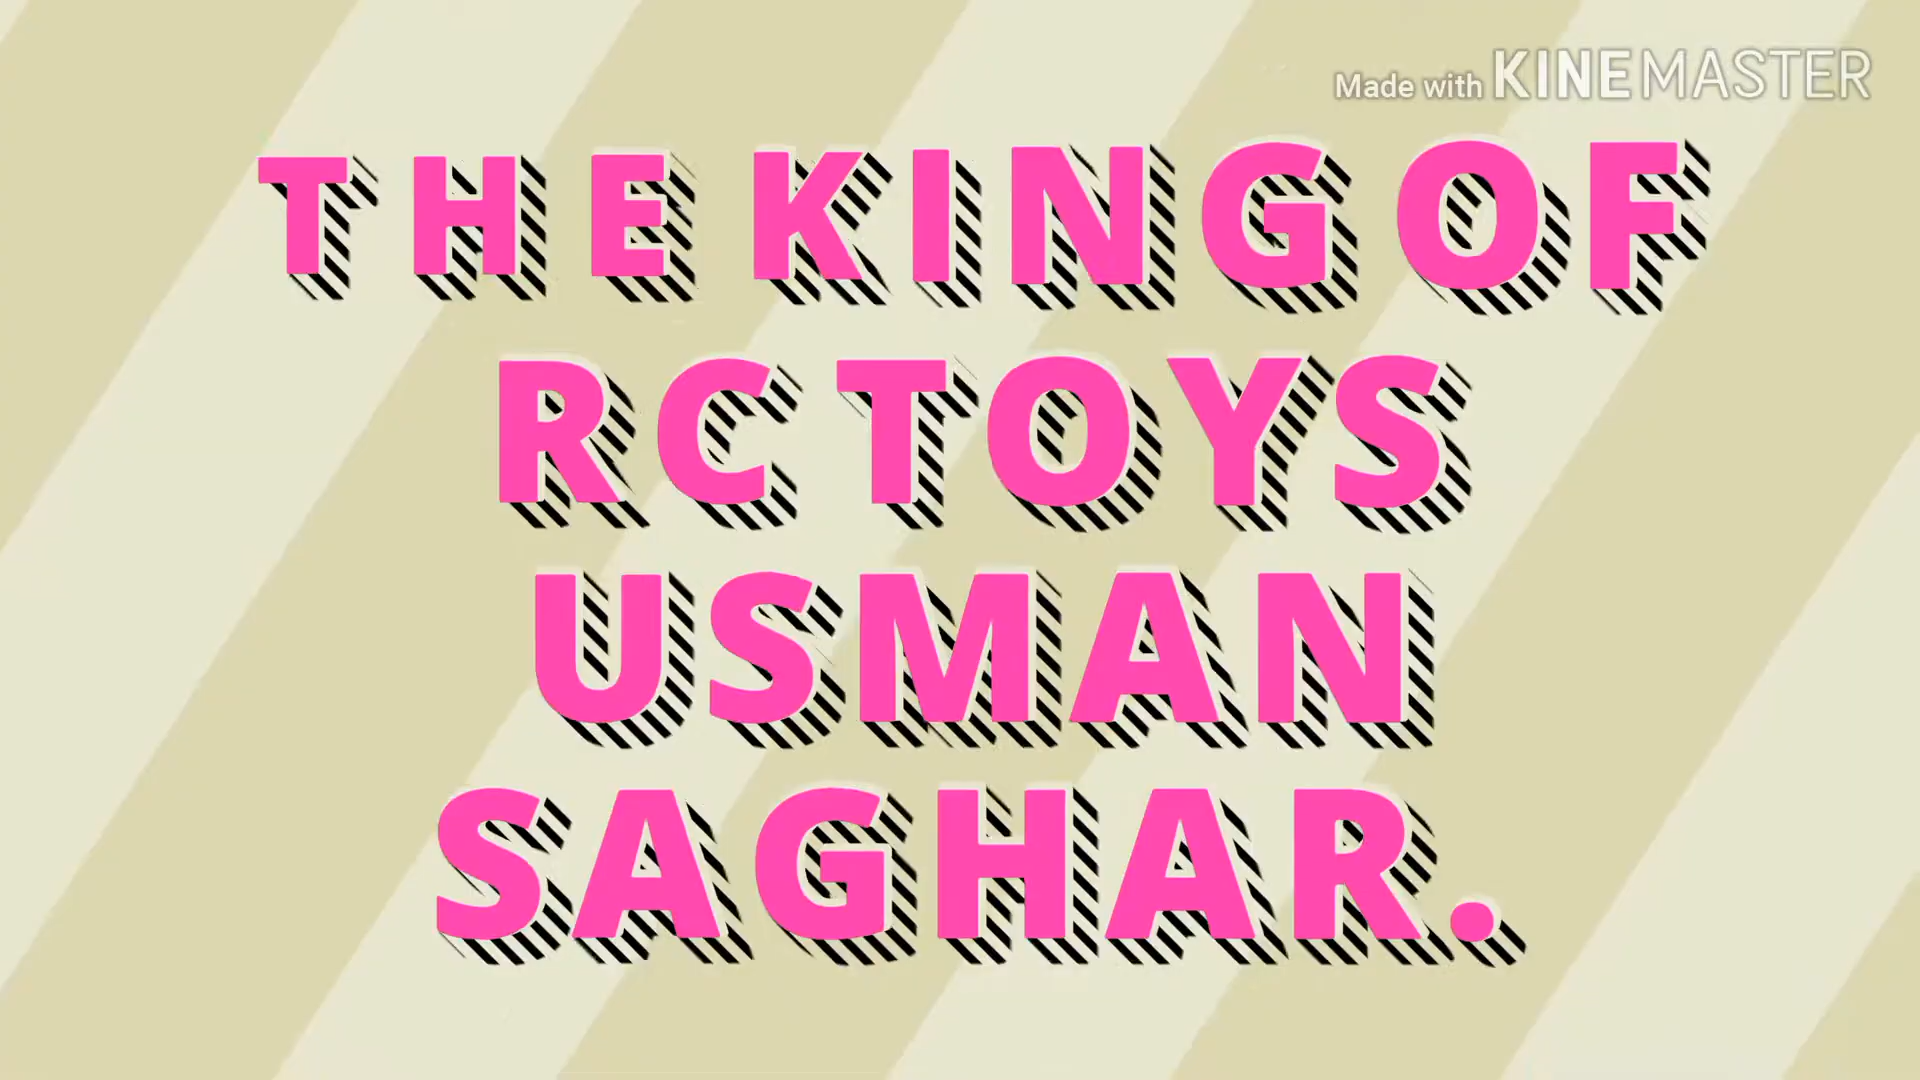 Made with KINEMASTER
THE KING OF
RC TOYS
USMAN
SAGHAR.